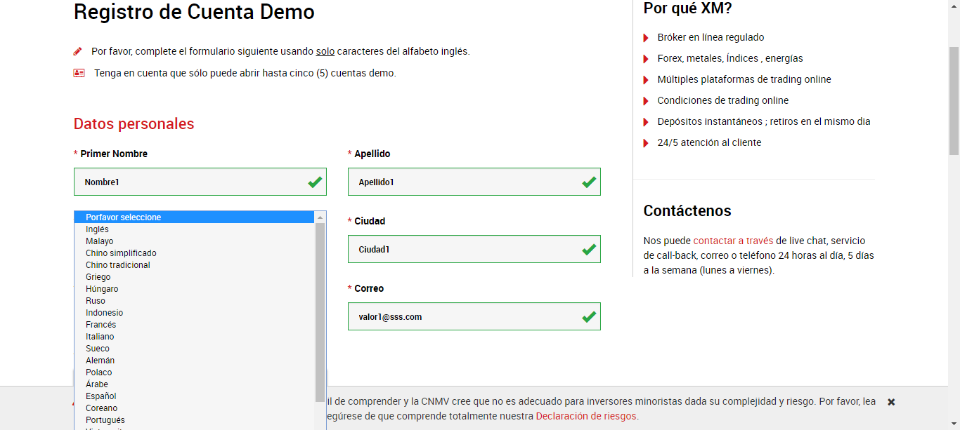 Registro de Cuenta Demo
Por favor, complete el formulario siguiente usando solo caracteres del alfabeto inglés.
Tenga en cuenta que sólo puede abrir hasta cinco (5) cuentas demo.
Datos personales
* Primer Nombre
* Apellido
Nombre1
Apellido1
Porfavor seleccione
Inglés
Malayo
Chino simplificado
Chino tradicional
Griego
Húngaro
Ruso
Indonesio
Francés
Italiano
Sueco
Alemán
Polaco
Árabe
Español
Coreano
Portugués
* Ciudad
Ciudad1
* Correo
valor1@sss.com
Por qué XM?
Bróker en línea regulado
Forex, metales, Índices , energías
Múltiples plataformas de trading online
Condiciones de trading online
Depósitos instantáneos ; retiros en el mismo dia
24/5 atención al cliente
Contáctenos
Nos puede contactar a través de live chat, servicio
de call-back, correo o teléfono 24 horas al día, 5 días
a la semana (lunes a viernes).
il de comprender y la CNMV cree que no es adecuado para inversores minoristas dada su complejidad y riesgo. Por favor, lea
egúrese de que comprende totalmente nuestra Declaración de riesgos.